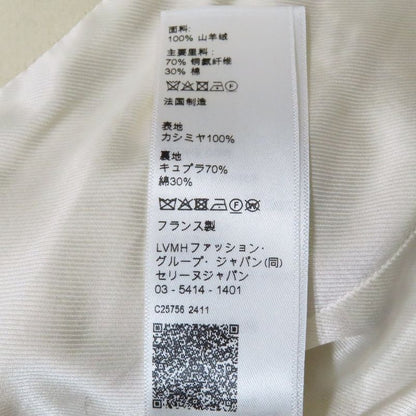 面料:
100% 山羊绒
主要里料:
70% 铜氨纤维
30% 棉
法国制造
表地
カシミヤ100%
裏地
キュプラ70%
綿30%
フランス製
LVMHファッション・
グループ・ジャパン(同)
セリーヌジャパン
03 - 5414 - 1401
C25756 2411